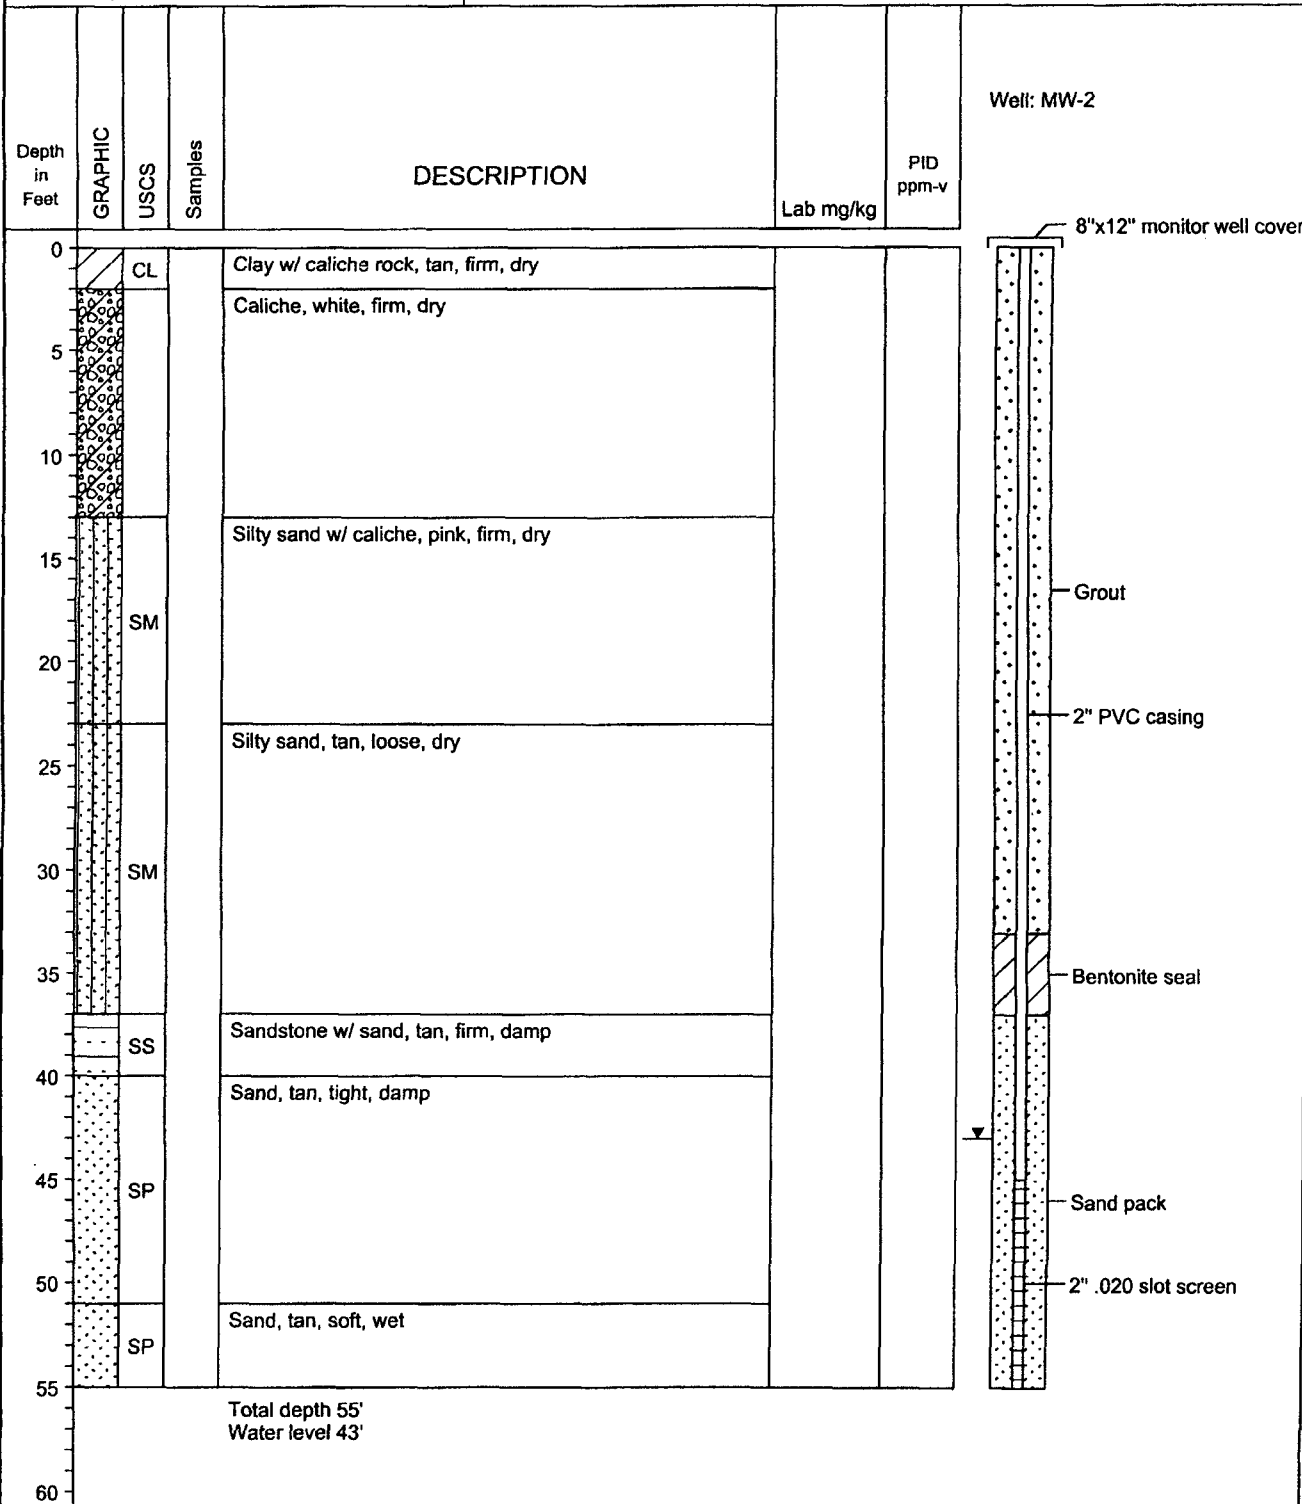 Well: MW-2
Depth
in
Feet
GRAPHIC
USCS
Samples
DESCRIPTION
Lab mg/kg
PID
ppm-v
8"x12" monitor well cover
0
CL
Clay w/ caliche rock, tan, firm, dry
Caliche, white, firm, dry
5
10
Silty sand w/ caliche, pink, firm, dry
15
Grout
SM
20
2" PVC casing
Silty sand, tan, loose, dry
25
30
SM
35
Bentonite seal
Sandstone w/ sand, tan, firm, damp
SS
40
Sand, tan, tight, damp
45
SP
Sand pack
50
2" .020 slot screen
Sand, tan, soft, wet
SP
55
Total depth 55'
Water level 43'
60